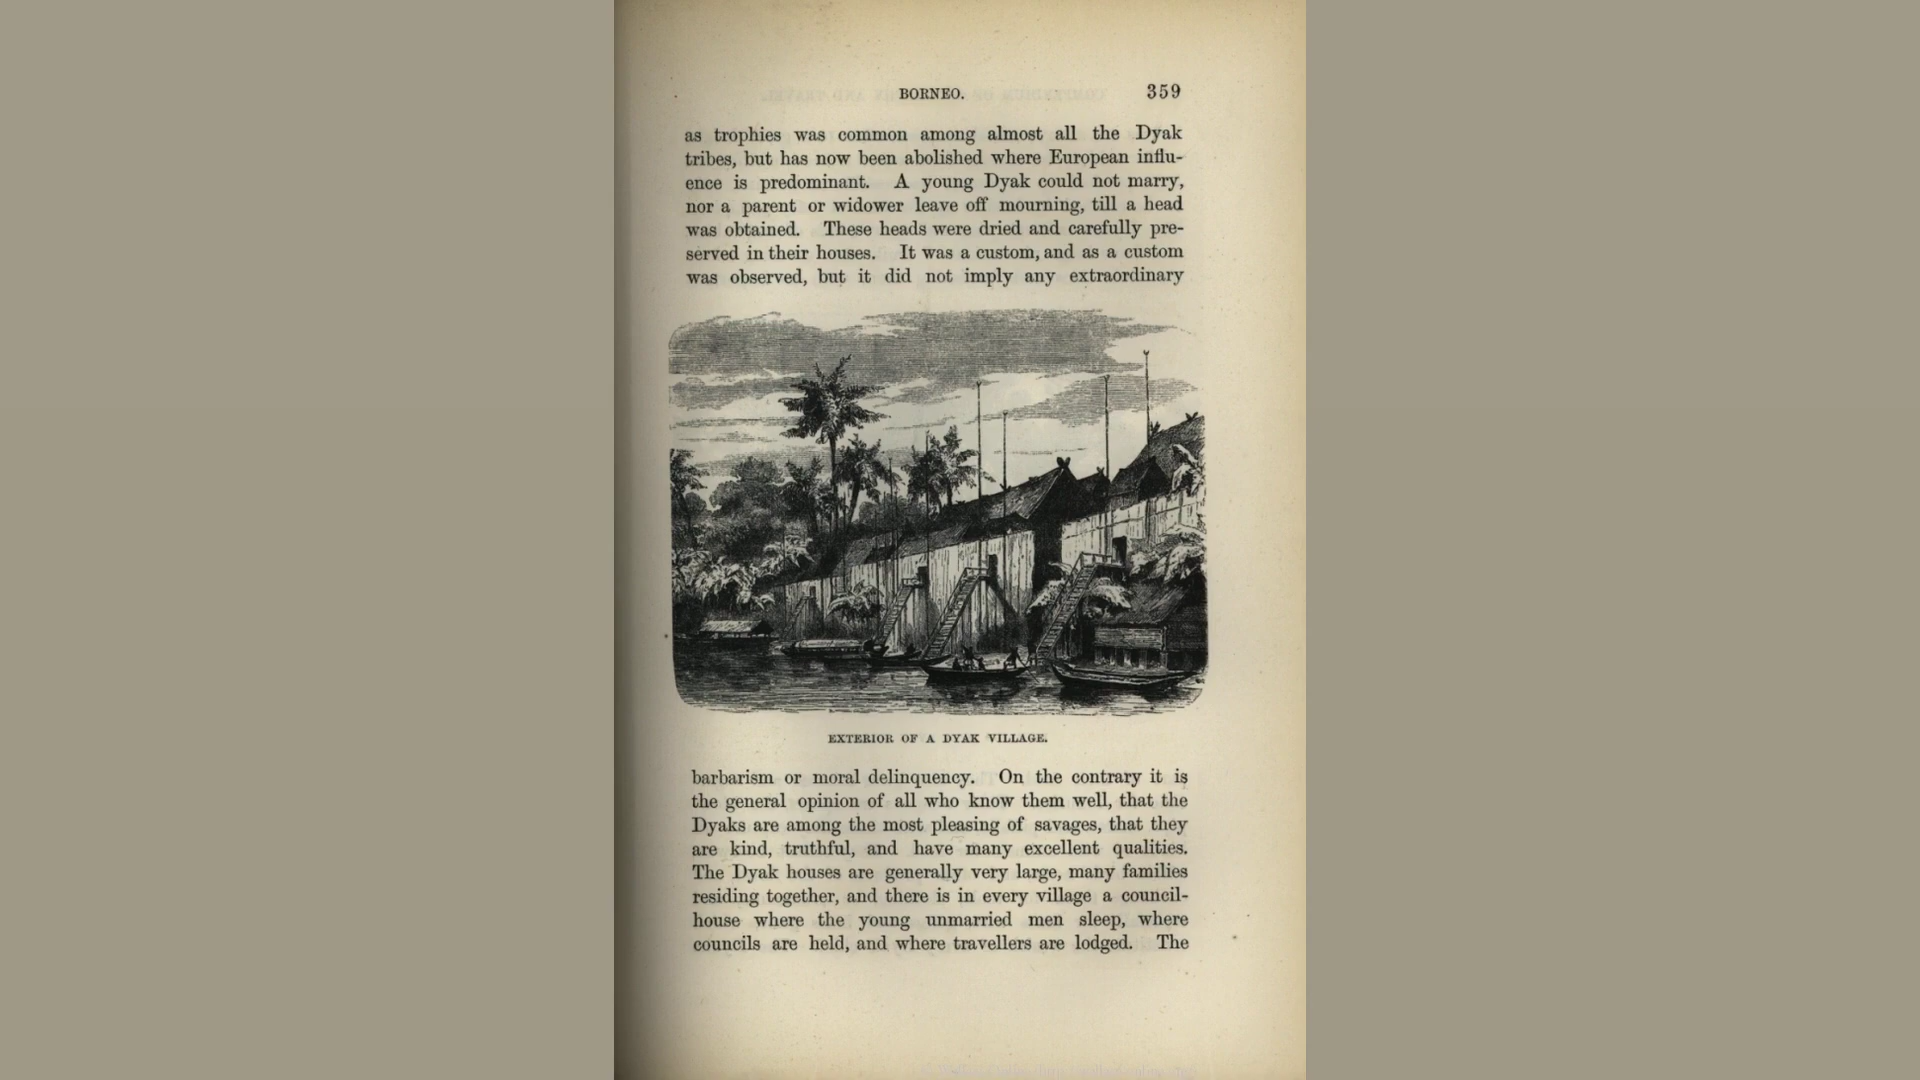 BORNEO. 359
as trophies was common among almost all the Dyak
tribes, but has now been abolished where European influ-
ence is predominant. A young Dyak could not marry,
nor a parent or widower leave off mourning, till a head
was obtained. These heads were dried and carefully pre-
served in their houses. It was a custom, and as a custom
was observed, but it did not imply any extraordinary
EXTERIOR OF A DYAK VILLAGE.
barbarism or moral delinquency. On the contrary it is
the general opinion of all who know them well, that the
Dyaks are among the most pleasing of savages, that they
are kind, truthful, and have many excellent qualities.
The Dyak houses are generally very large, many families
residing together, and there is in every village a council-
house where the young unmarried men sleep, where
councils are held, and where travellers are lodged. The